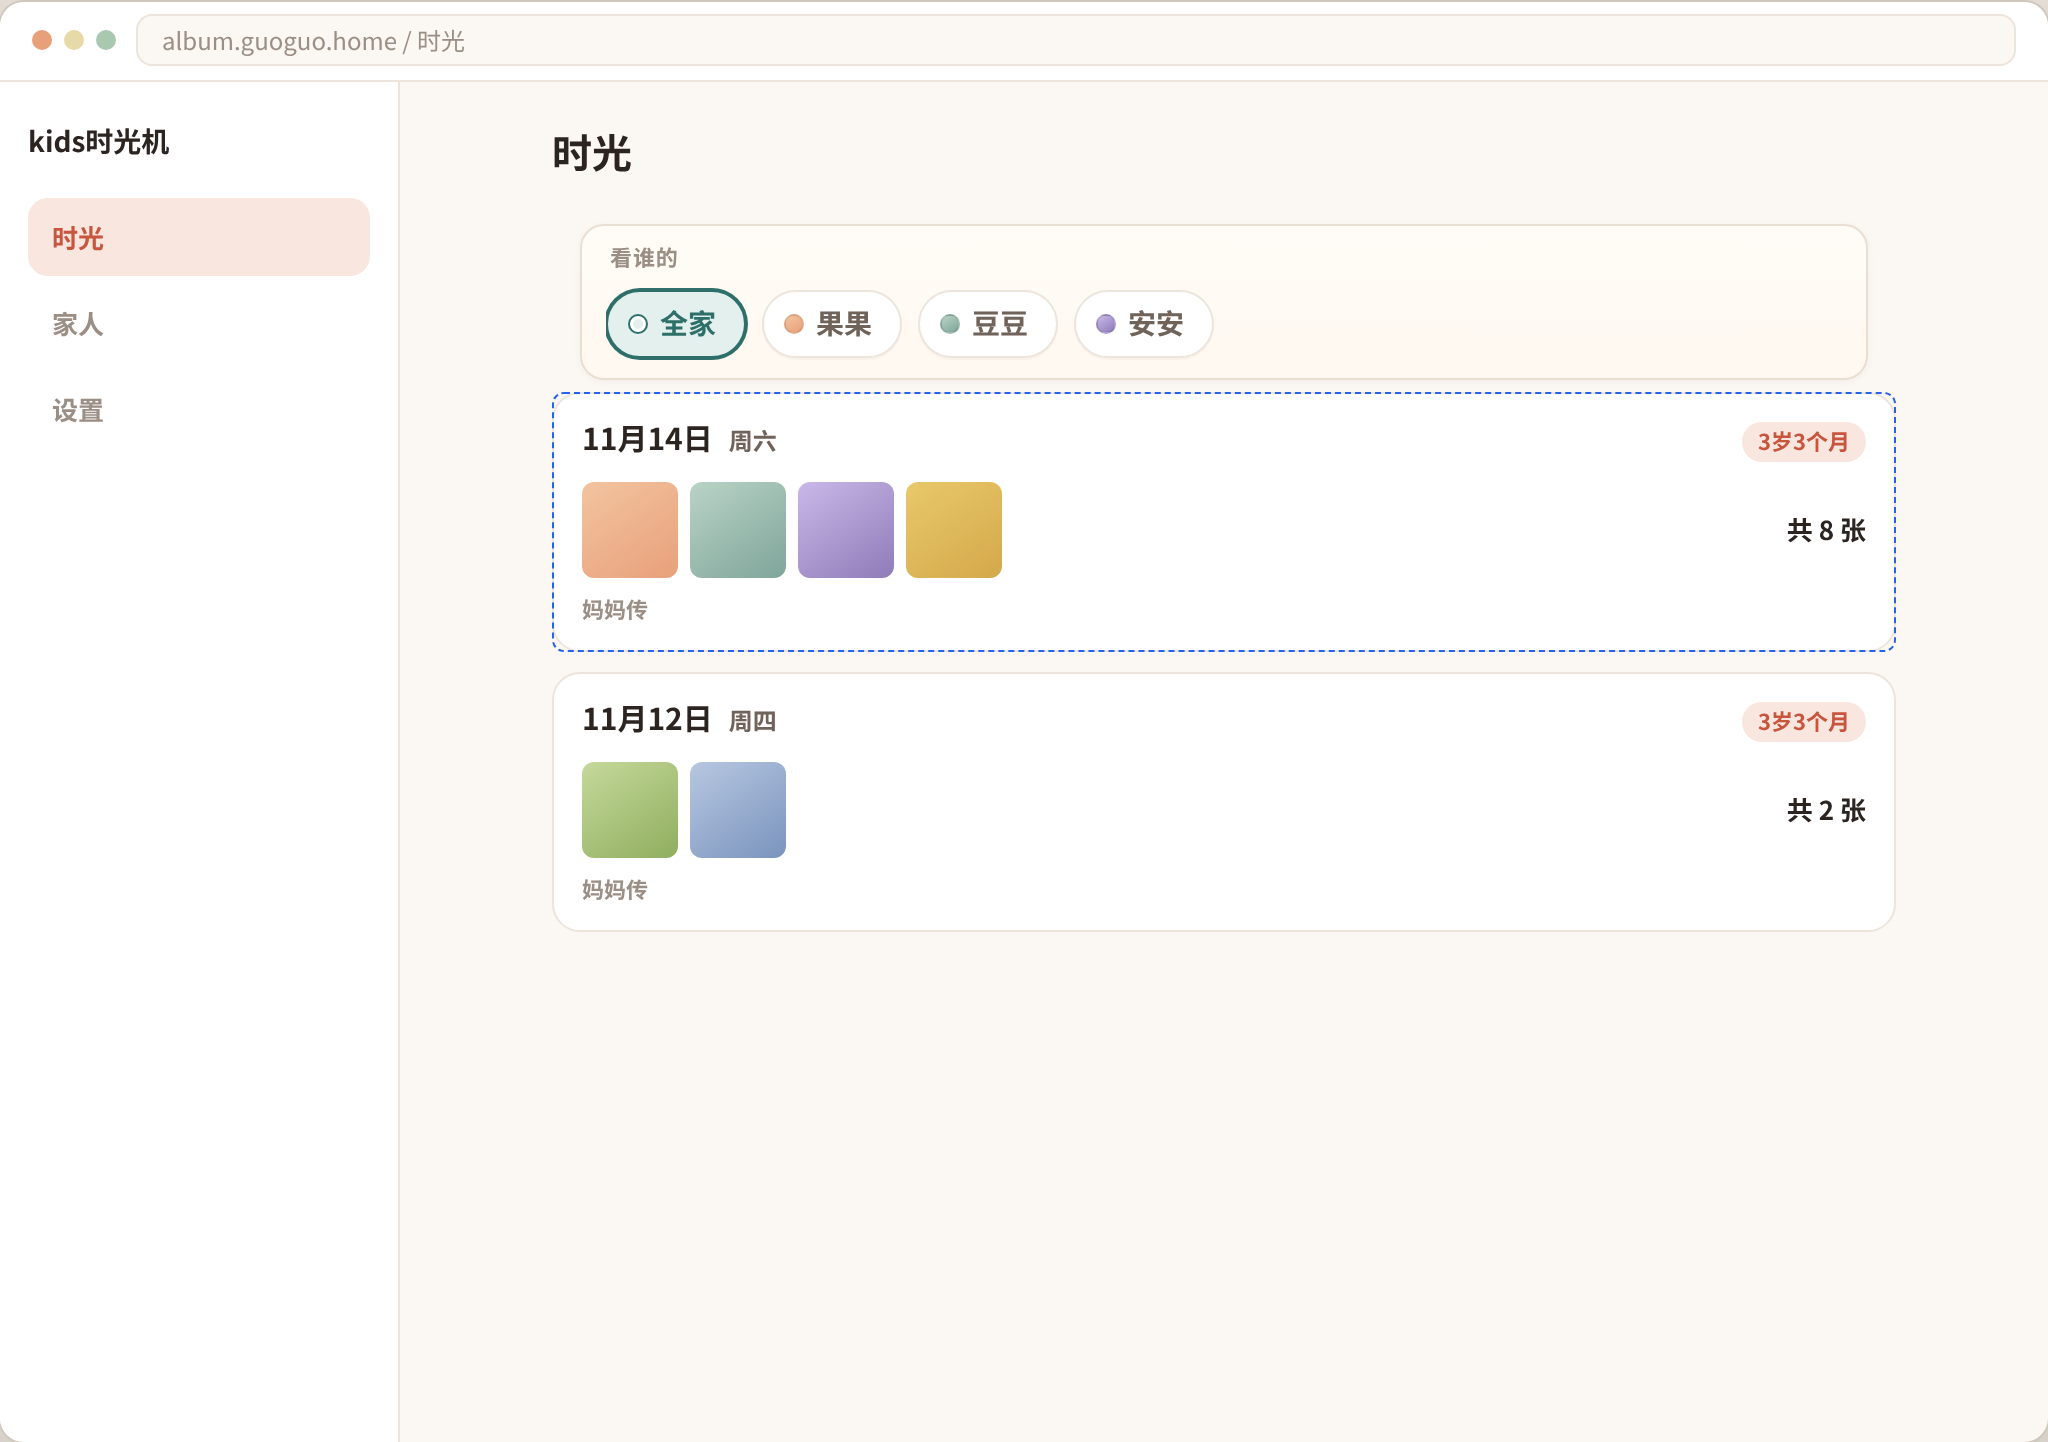 album.guoguo.home / 时光
kids时光机
时光
家人
设置
时光
看谁的
全家 果果 豆豆 安安
11月14日 周六 3岁3个月
共 8 张
妈妈传
11月12日 周四 3岁3个月
共 2 张
妈妈传